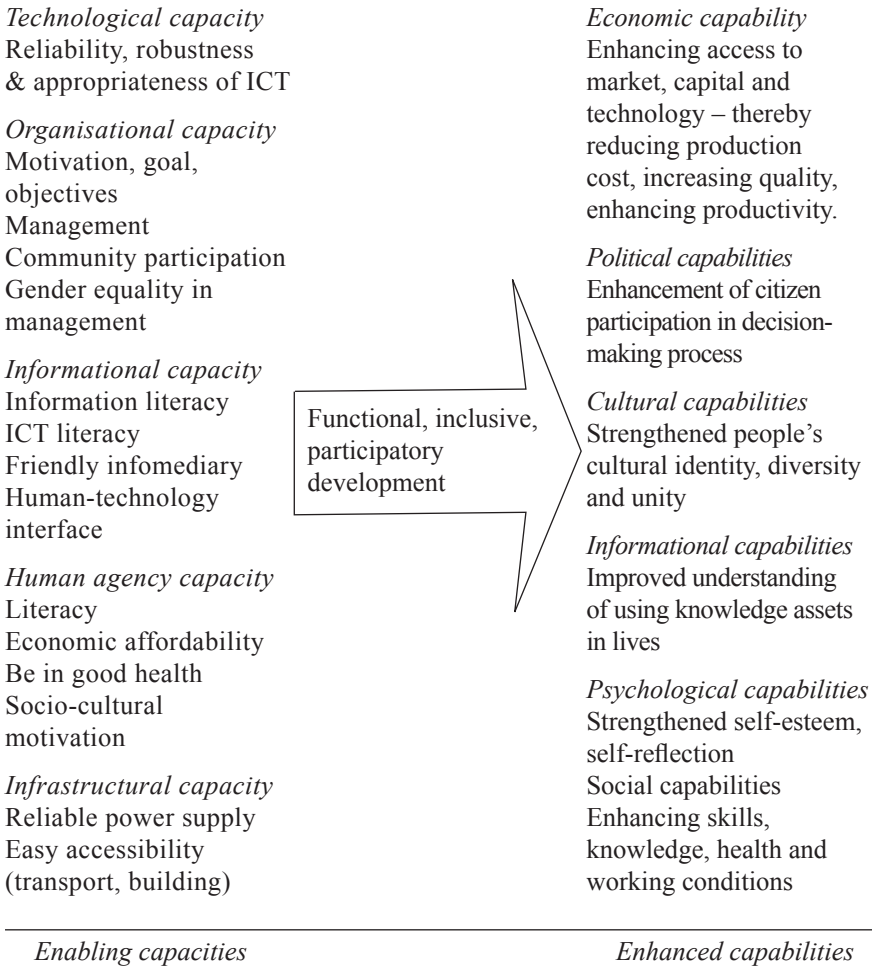 Technological capacity
Reliability, robustness
& appropriateness of ICT
Organisational capacity
Motivation, goal,
objectives
Management
Community participation
Gender equality in
management
Informational capacity
Information literacy
ICT literacy
Friendly infomediary
Human-technology
interface
Human agency capacity
Literacy
Economic affordability
Be in good health
Socio-cultural
motivation
Infrastructural capacity
Reliable power supply
Easy accessibility
(transport, building)
Enabling capacities
Functional, inclusive,
participatory
development
Economic capability
Enhancing access to
market, capital and
technology – thereby
reducing production
cost, increasing quality,
enhancing productivity.
Political capabilities
Enhancement of citizen
participation in decision-
making process
Cultural capabilities
Strengthened people’s
cultural identity, diversity
and unity
Informational capabilities
Improved understanding
of using knowledge assets
in lives
Psychological capabilities
Strengthened self-esteem,
self-reflection
Social capabilities
Enhancing skills,
knowledge, health and
working conditions
Enhanced capabilities